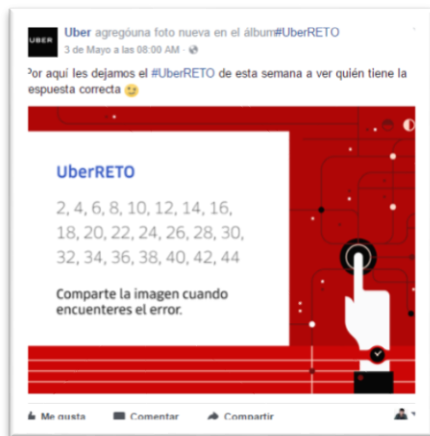 UBER
Uber agregóuna foto nueva en el álbum#UberRETO
3 de Mayo a las 08:00 AM ·
Por aquí les dejamos el #UberRETO de esta semana a ver quién tiene la
espuesta correcta
UberRETO
2, 4, 6, 8, 10, 12, 14, 16,
18, 20, 22, 24, 26, 28, 30,
32, 34, 36, 38, 40, 42, 44
Comparte la imagen cuando
encuenteres el error.
Me gusta Comentar Compartir